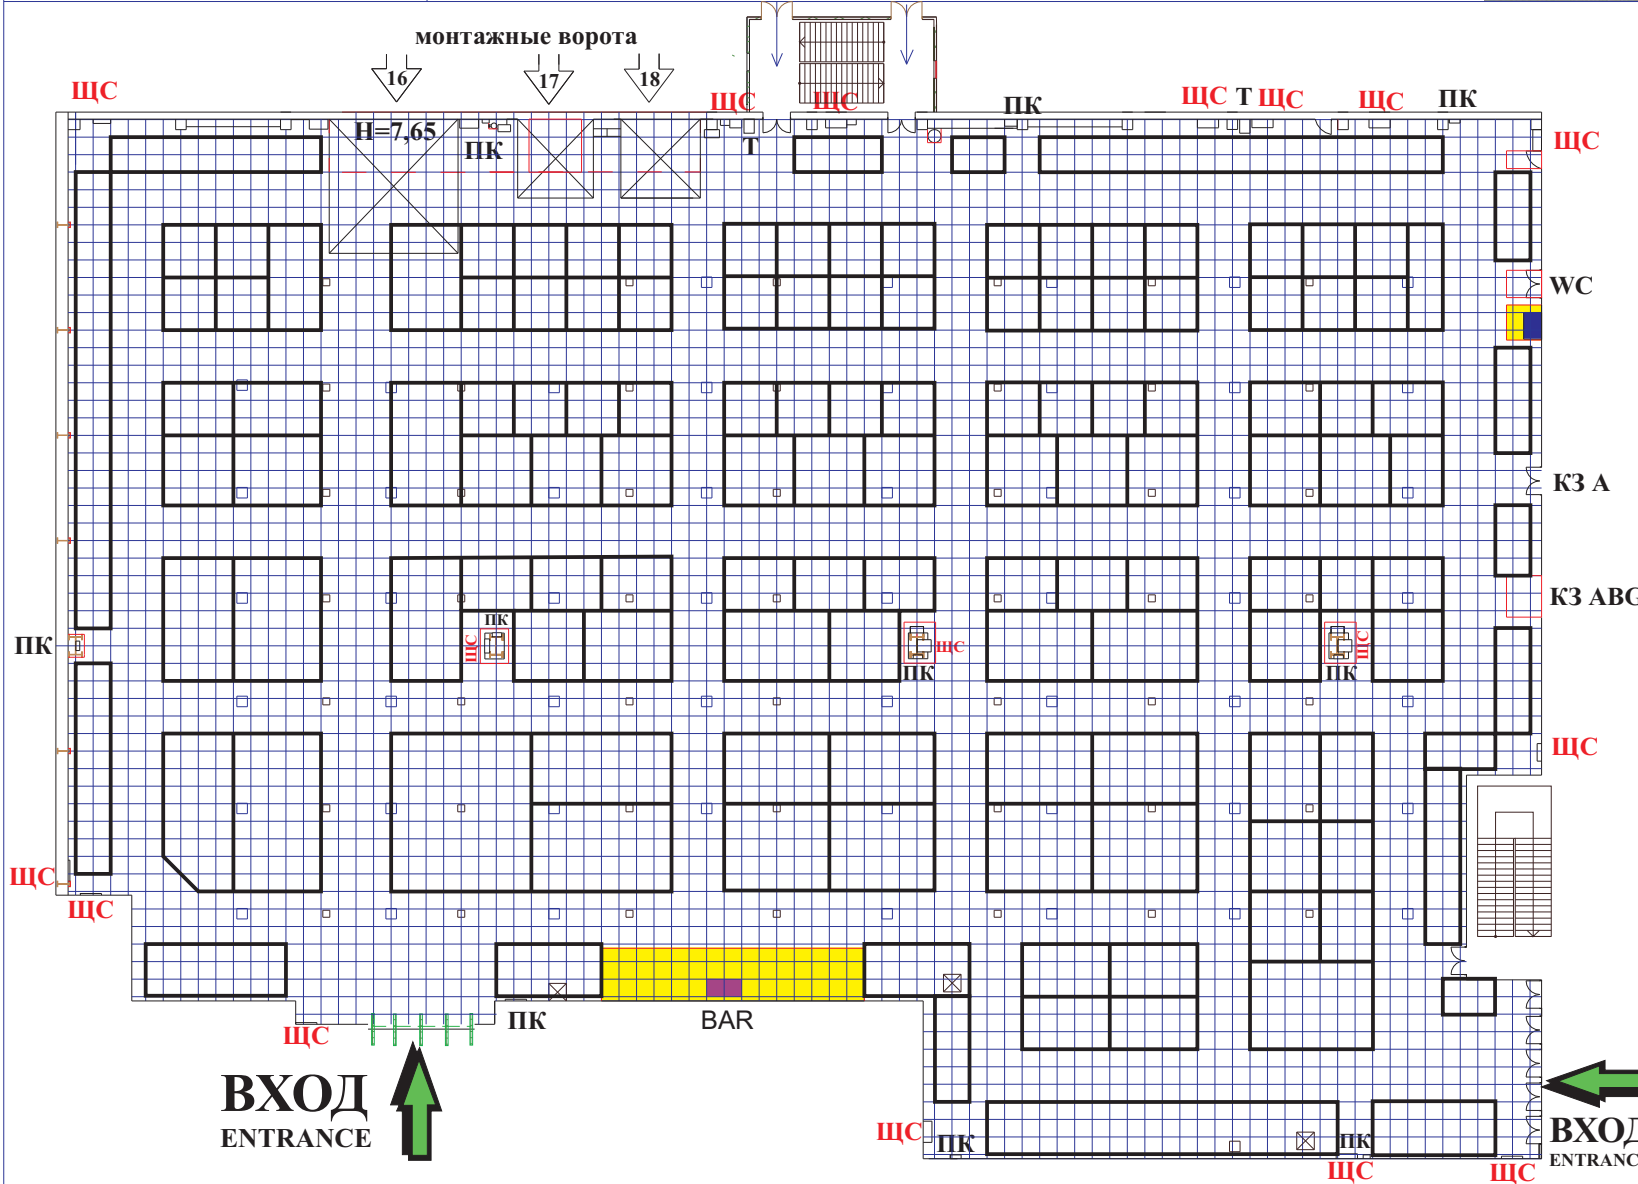 монтажные ворота
16
17
18
ЩС
ЩС
ЩС
ПК
ЩС
Т
ЩС
ЩС
ПК
H=7,65
ПК
Т
ЩС
WC
КЗ А
КЗ ABG
ПК
ПК
ЩС
ЩС
ПК
ЩС
ПК
ЩС
ЩС
ЩС
ПК
BAR
ЩС
ВХОД
ENTRANCE
ЩС
ПК
ПК
ЩС
ЩС
ВХОД
ENTRANC